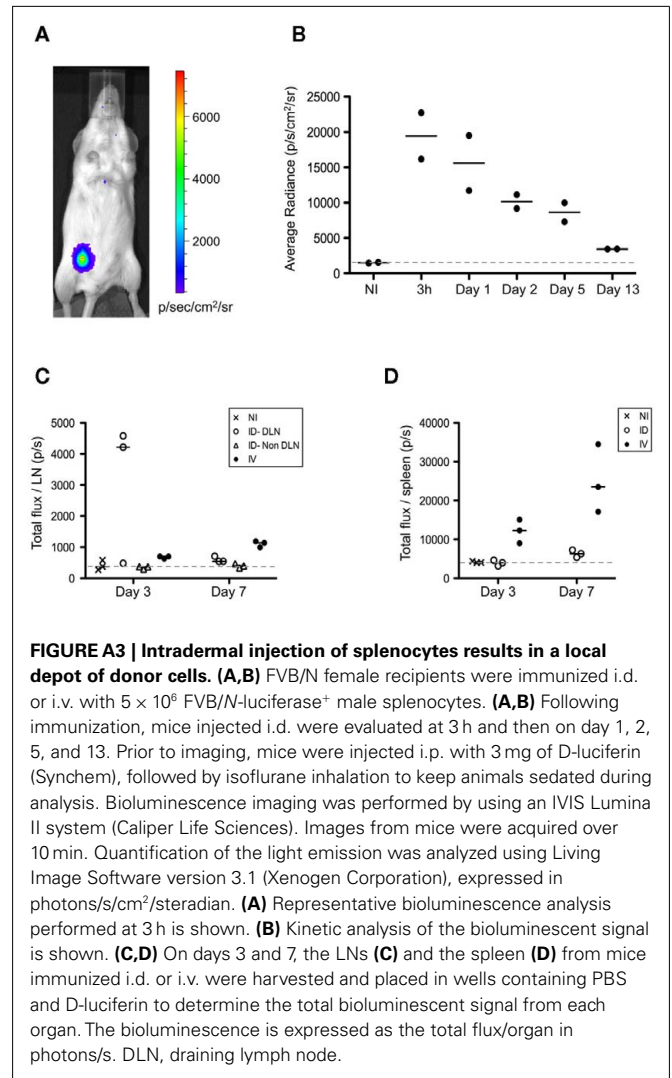 A
6000
4000
2000
p/sec/cm²/sr
B
Average Radiance (p/s/cm²/sr)
25000
20000
15000
10000
5000
0
NI 3h Day 1 Day 2 Day 5 Day 13
C
Total flux / LN (p/s)
5000
4000
3000
2000
1000
0
Day 3 Day 7
NI
ID- DLN
ID- Non DLN
IV
D
Total flux / spleen (p/s)
40000
30000
20000
10000
0
Day 3 Day 7
NI
ID
IV
FIGURE A3 | Intradermal injection of splenocytes results in a local
depot of donor cells. (A,B) FVB/N female recipients were immunized i.d.
or i.v. with 5 × 10⁶ FVB/N-luciferase⁺ male splenocytes. (A,B) Following
immunization, mice injected i.d. were evaluated at 3 h and then on day 1, 2,
5, and 13. Prior to imaging, mice were injected i.p. with 3 mg of D-luciferin
(Synchem), followed by isoflurane inhalation to keep animals sedated during
analysis. Bioluminescence imaging was performed by using an IVIS Lumina
II system (Caliper Life Sciences). Images from mice were acquired over
10 min. Quantification of the light emission was analyzed using Living
Image Software version 3.1 (Xenogen Corporation), expressed in
photons/s/cm²/steradian. (A) Representative bioluminescence analysis
performed at 3 h is shown. (B) Kinetic analysis of the bioluminescent signal
is shown. (C,D) On days 3 and 7, the LNs (C) and the spleen (D) from mice
immunized i.d. or i.v. were harvested and placed in wells containing PBS
and D-luciferin to determine the total bioluminescent signal from each
organ. The bioluminescence is expressed as the total flux/organ in
photons/s. DLN, draining lymph node.